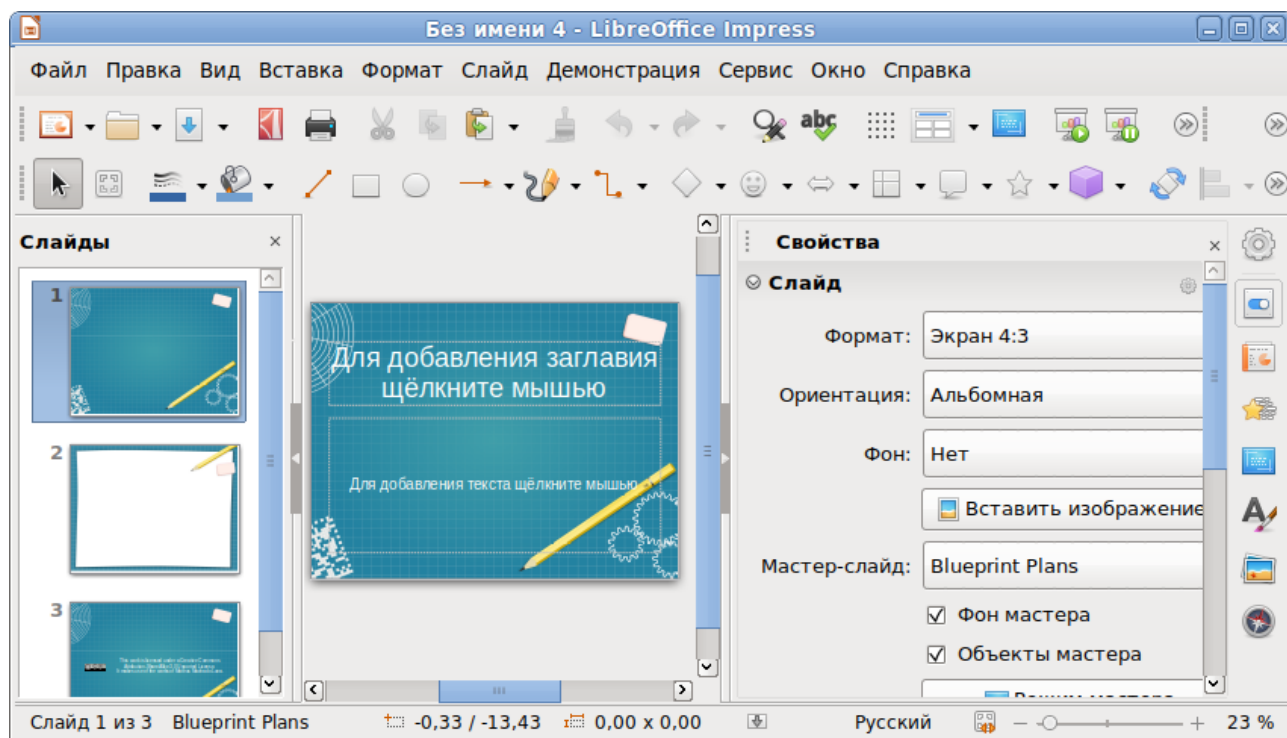 Без имени 4 - LibreOffice Impress
Файл Правка Вид Вставка Формат Слайд Демонстрация Сервис Окно Справка
abc
Слайды
1
2
3
Для добавления заглавия
щёлкните мышью
Для добавления текста щёлкните мышью
Свойства
Слайд
Формат: Экран 4:3
Ориентация: Альбомная
Фон: Нет
Вставить изображение
Мастер-слайд: Blueprint Plans
Фон мастера
Объекты мастера
Слайд 1 из 3 Blueprint Plans -0,33 / -13,43 0,00 x 0,00 Русский 23 %